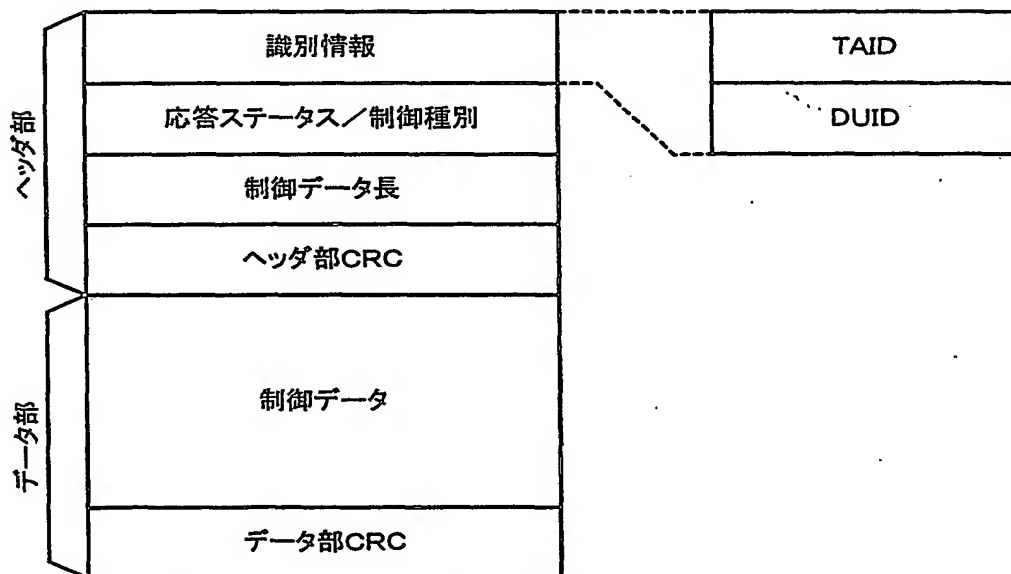 ヘッダ部
識別情報
応答ステータス／制御種別
制御データ長
ヘッダ部CRC
TAID
DUID
データ部
制御データ
データ部CRC